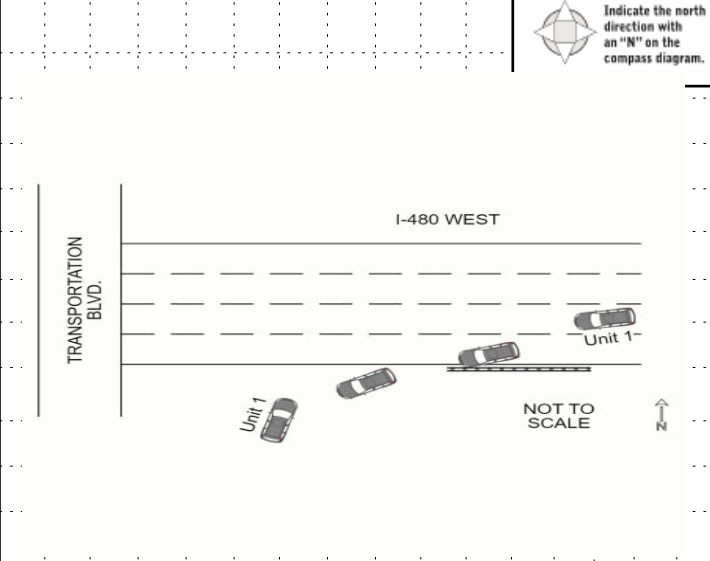 Indicate the north
direction with
an “N” on the
compass diagram.
I-480 WEST
TRANSPORTATION
BLVD.
Unit 1
Unit 1
NOT TO
SCALE
N